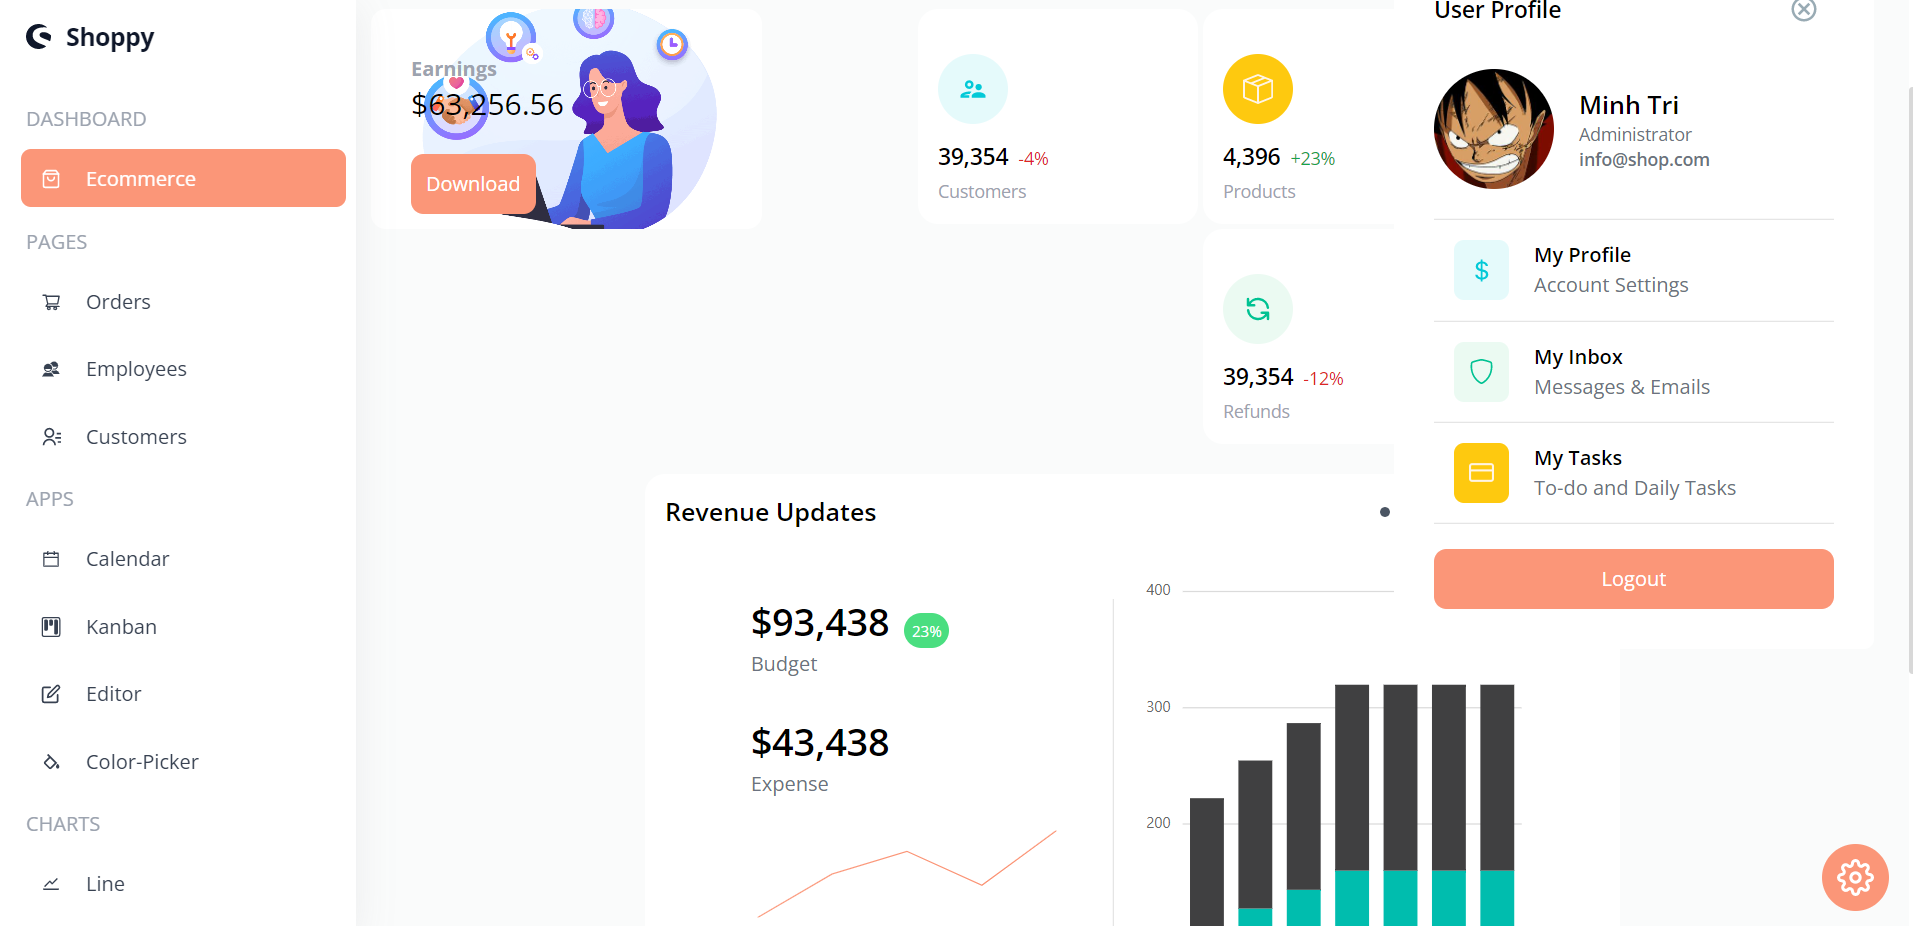 Shoppy
DASHBOARD
Ecommerce
PAGES
Orders
Employees
Customers
APPS
Calendar
Kanban
Editor
Color-Picker
CHARTS
Line
Earnings
$63,256.56
Download
39,354 -4%
Customers
4,396 +23%
Products
39,354 -12%
Refunds
Revenue Updates
$93,438 23%
Budget
$43,438
Expense
400
300
200
User Profile
Minh Tri
Administrator
info@shop.com
My Profile
Account Settings
My Inbox
Messages & Emails
My Tasks
To-do and Daily Tasks
Logout